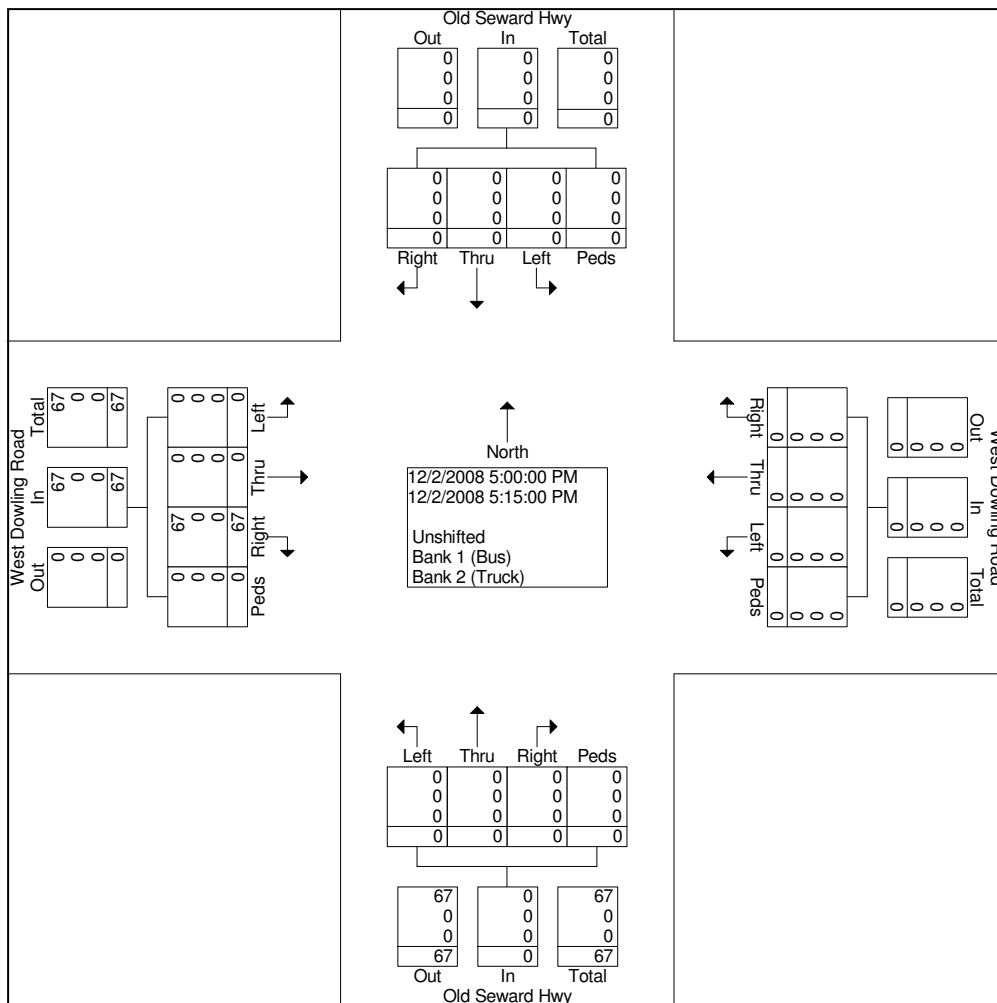 Old Seward Hwy
Out In Total
0 0 0
0 0 0
0 0 0
0 0 0
0 0 0 0
0 0 0 0
0 0 0 0
0 0 0 0
Right Thru Left Peds
West Dowling Road
Total In Out
67 67 0
0 0 0
0 0 0
67 67 0
0 0 67 0
0 0 0 0
0 0 0 0
0 0 67 0
Left Thru Right Peds
North
12/2/2008 5:00:00 PM
12/2/2008 5:15:00 PM
Unshifted
Bank 1 (Bus)
Bank 2 (Truck)
Right Thru Left Peds
0 0 0 0
0 0 0 0
0 0 0 0
0 0 0 0
0 0 0
0 0 0
0 0 0
0 0 0
Out In Total
West Dowling Road
Left Thru Right Peds
0 0 0 0
0 0 0 0
0 0 0 0
0 0 0 0
67 0 67
0 0 0
0 0 0
67 0 67
Out In Total
Old Seward Hwy